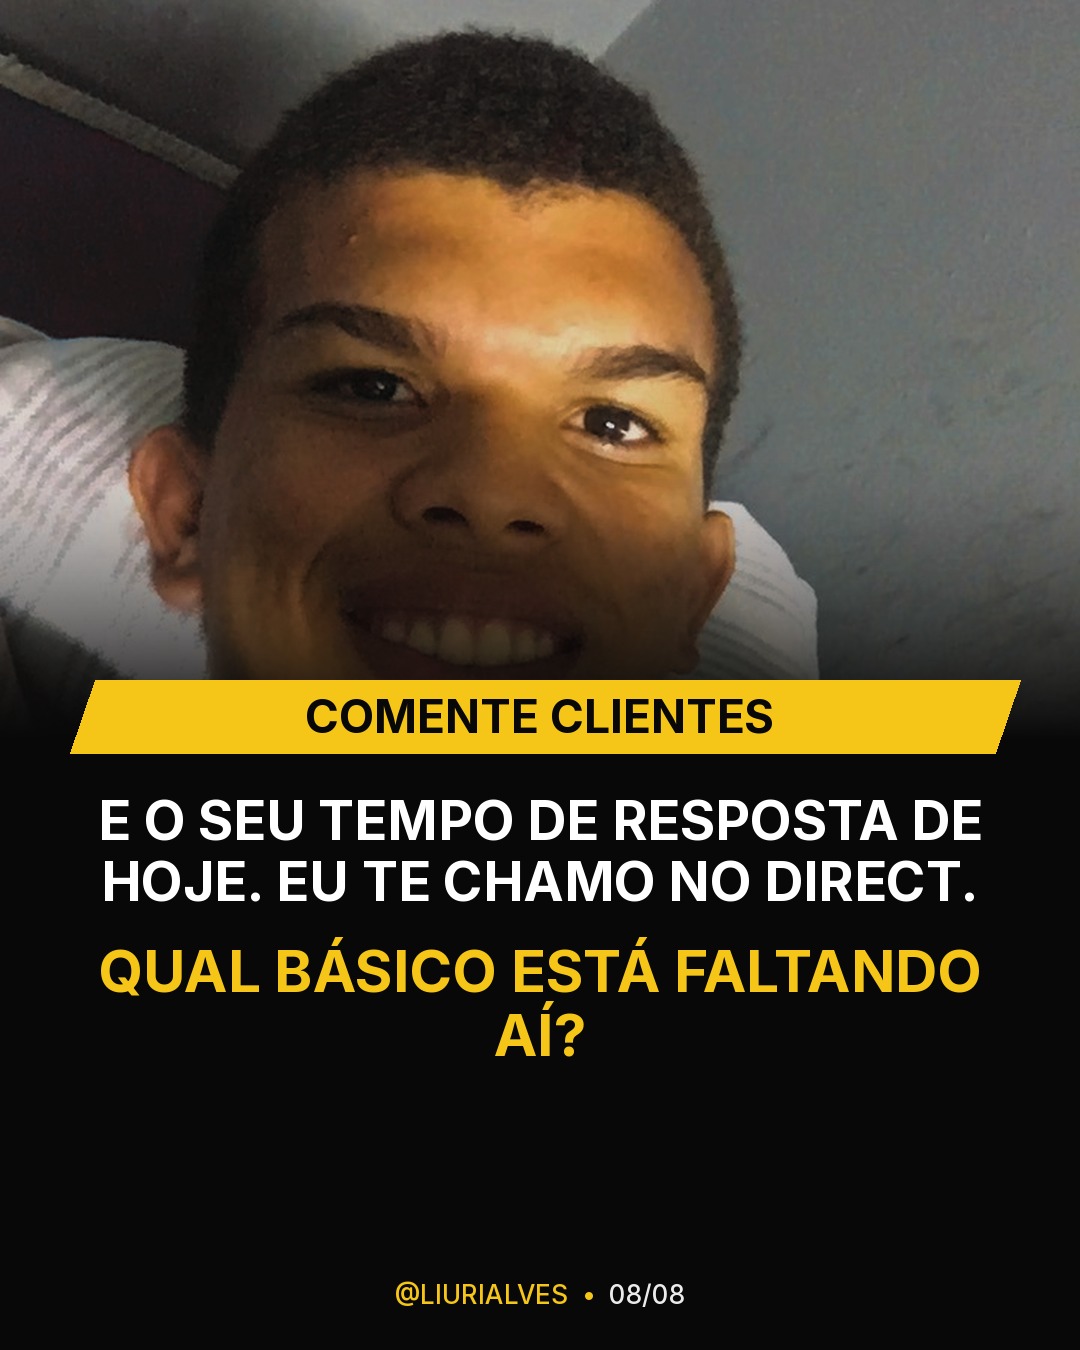 COMENTE CLIENTES
E O SEU TEMPO DE RESPOSTA DE
HOJE. EU TE CHAMO NO DIRECT.
QUAL BÁSICO ESTÁ FALTANDO
AÍ?
@LIURIALVES • 08/08